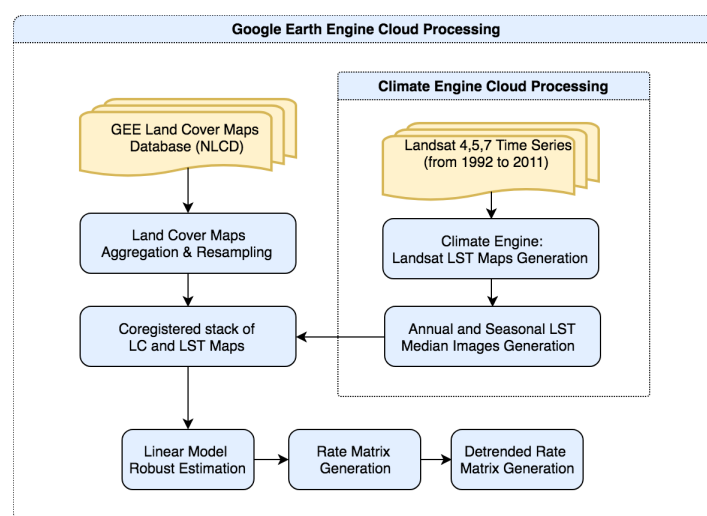 Google Earth Engine Cloud Processing
Climate Engine Cloud Processing
GEE Land Cover Maps
Database (NLCD)
Landsat 4,5,7 Time Series
(from 1992 to 2011)
Land Cover Maps
Aggregation & Resampling
Climate Engine:
Landsat LST Maps Generation
Coregistered stack of
LC and LST Maps
Annual and Seasonal LST
Median Images Generation
Linear Model
Robust Estimation
Rate Matrix
Generation
Detrended Rate
Matrix Generation